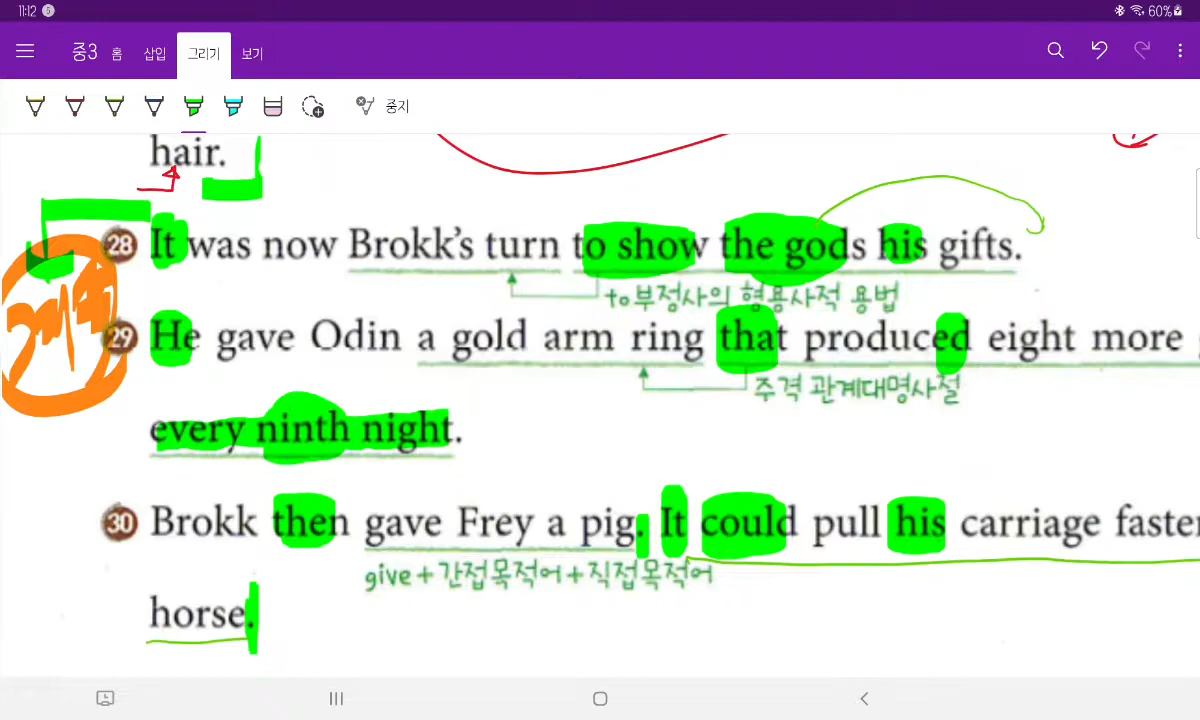 11:12 5 60%
중3 홈 삽입 그리기 보기
중지
hair.
28 It was now Brokk's turn to show the gods his gifts.
to부정사의 형용사적 용법
29 He gave Odin a gold arm ring that produced eight more
주격 관계대명사절
every ninth night.
30 Brokk then gave Frey a pig. It could pull his carriage faster
give+간접목적어+직접목적어
horse.